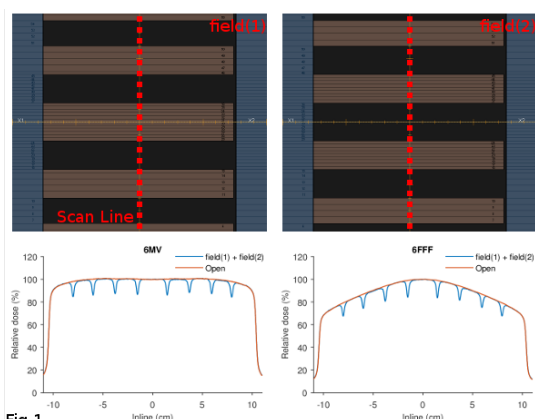 field(1)
field(2)
X1
X2
X2
Scan Line
6MV
field(1) + field(2)
Open
Relative dose (%)
120
100
80
60
40
20
0
-10
-5
0
5
10
Inline (cm)
6FFF
field(1) + field(2)
Open
Relative dose (%)
120
100
80
60
40
20
0
-10
-5
0
5
10
Inline (cm)
Fig 1